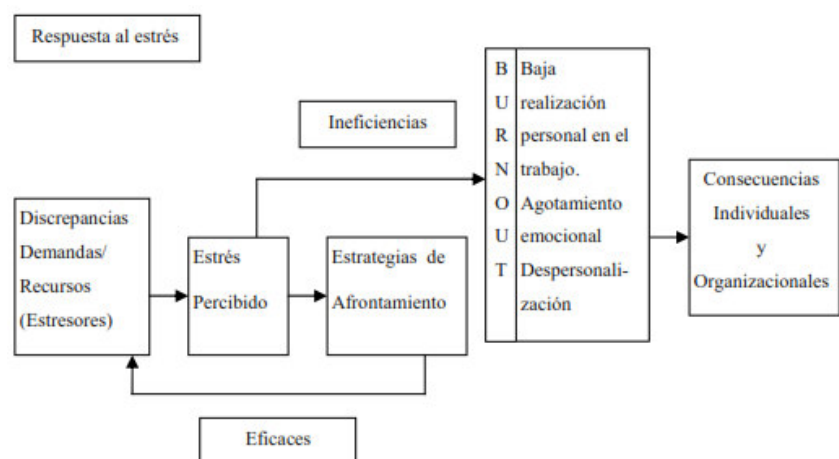 Respuesta al estrés
Ineficiencias
Discrepancias
Demandas/
Recursos
(Estresores)
Estrés
Percibido
Estrategias de
Afrontamiento
BURNOUT
Baja
realización
personal en el
trabajo.
Agotamiento
emocional
Despersonali-
zación
Consecuencias
Individuales
y
Organizacionales
Eficaces